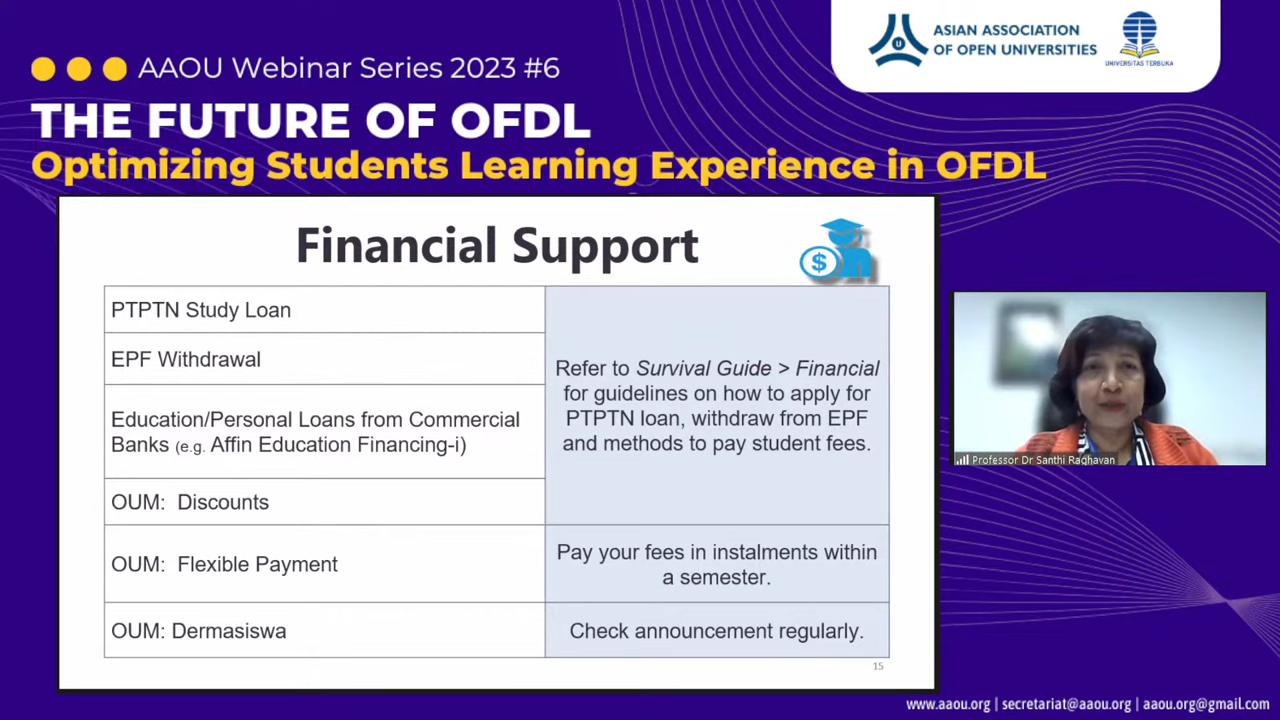 ASIAN ASSOCIATION
OF OPEN UNIVERSITIES
UNIVERSITAS TERBUKA
AAOU Webinar Series 2023 #6
THE FUTURE OF OFDL
Optimizing Students Learning Experience in OFDL
Financial Support
$
PTPTN Study Loan
EPF Withdrawal
Education/Personal Loans from Commercial
Banks (e.g. Affin Education Financing-i)
OUM: Discounts
Refer to Survival Guide > Financial
for guidelines on how to apply for
PTPTN loan, withdraw from EPF
and methods to pay student fees.
OUM: Flexible Payment
Pay your fees in instalments within
a semester.
OUM: Dermasiswa
Check announcement regularly.
15
Professor Dr Santhi Raghavan
www.aaou.org | secretariat@aaou.org | aaou.org@gmail.com